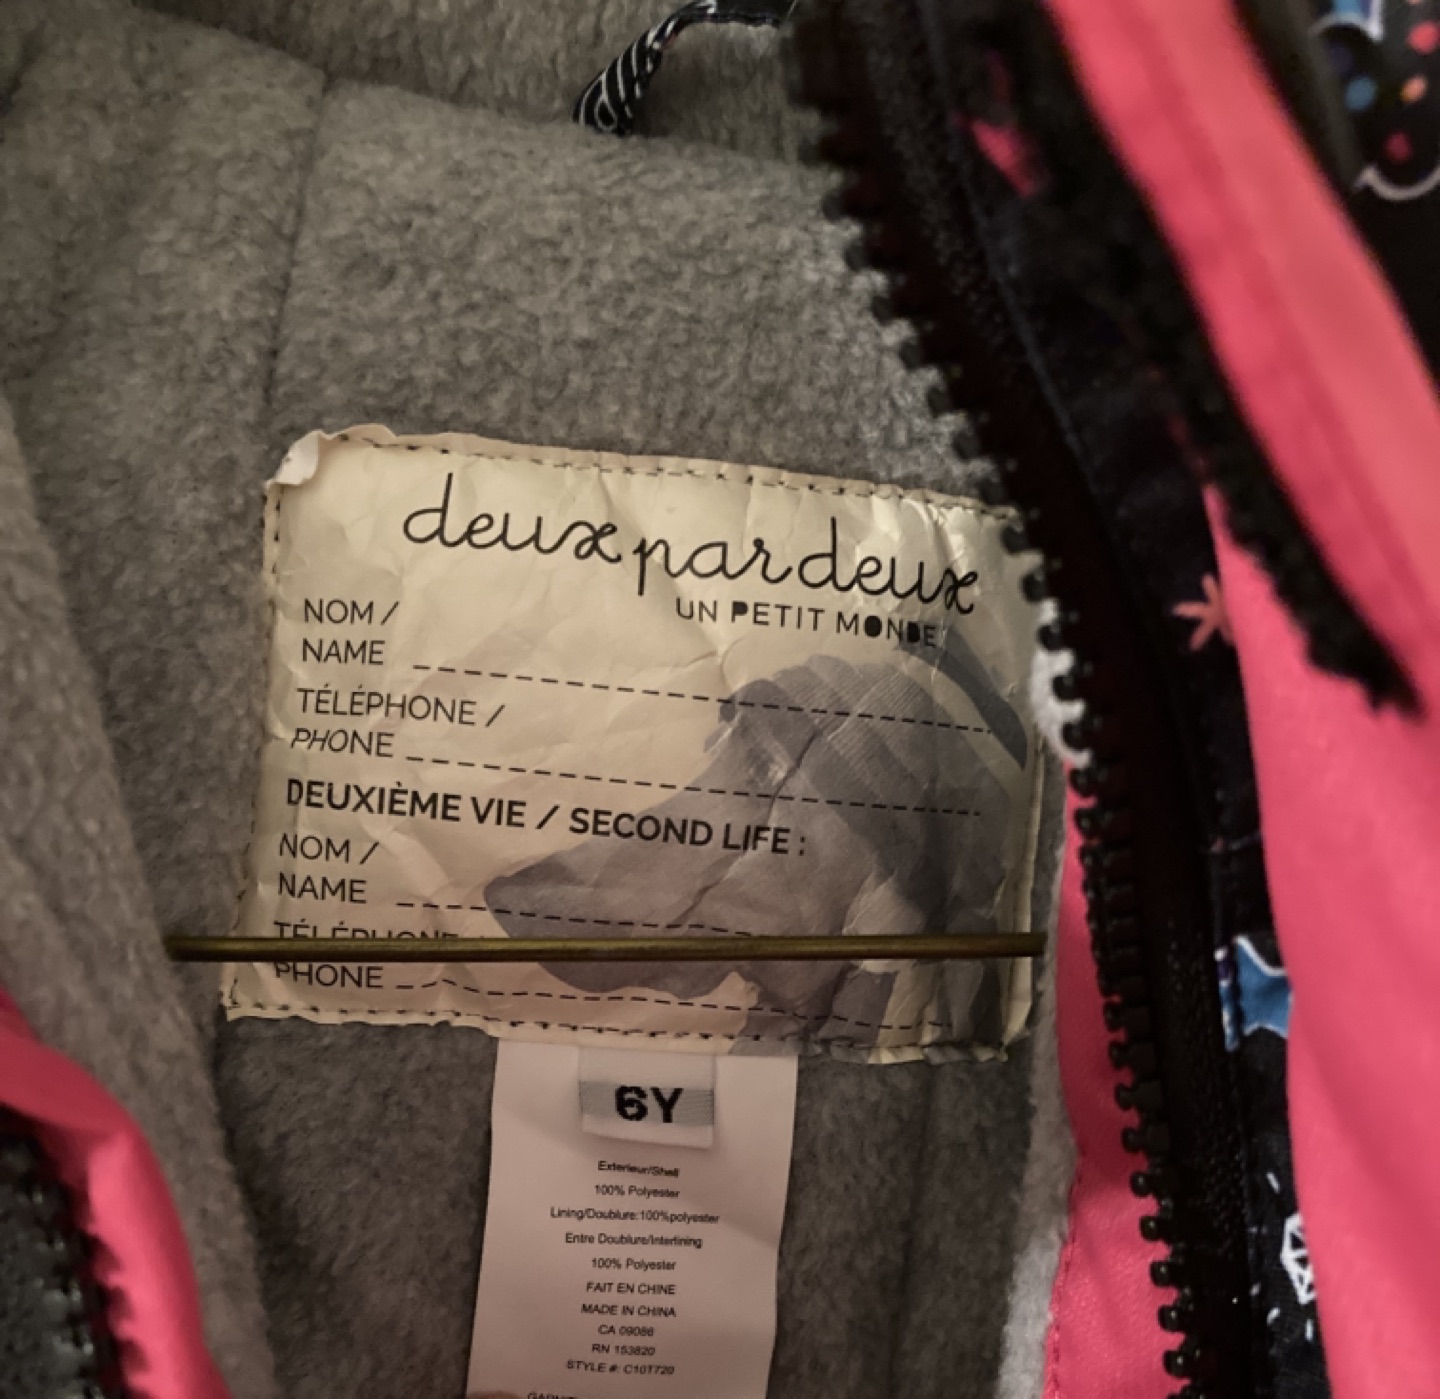 deux par deux
UN PETIT MONDE
NOM /
NAME
TÉLÉPHONE /
PHONE
DEUXIÈME VIE / SECOND LIFE :
NOM /
NAME
TÉLÉPHONE
PHONE
6Y
Exterieur/Shell
100% Polyester
Lining/Doublure:100%polyester
Entre Doublure/Interlining
100% Polyester
FAIT EN CHINE
MADE IN CHINA
CA 09086
RN 153820
STYLE #: C10T720